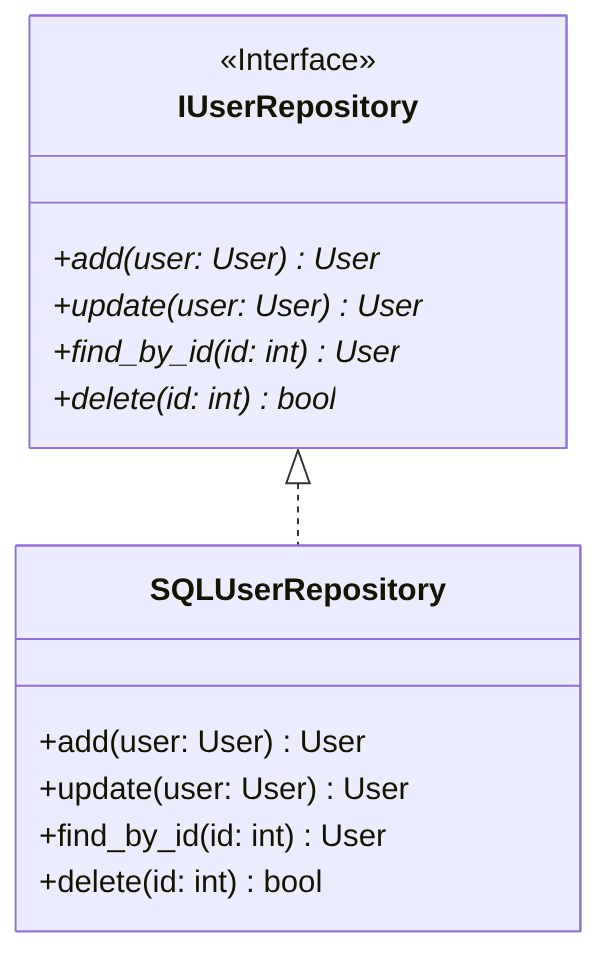 «Interface»
IUserRepository
+add(user: User) : User
+update(user: User) : User
+find_by_id(id: int) : User
+delete(id: int) : bool
SQLUserRepository
+add(user: User) : User
+update(user: User) : User
+find_by_id(id: int) : User
+delete(id: int) : bool